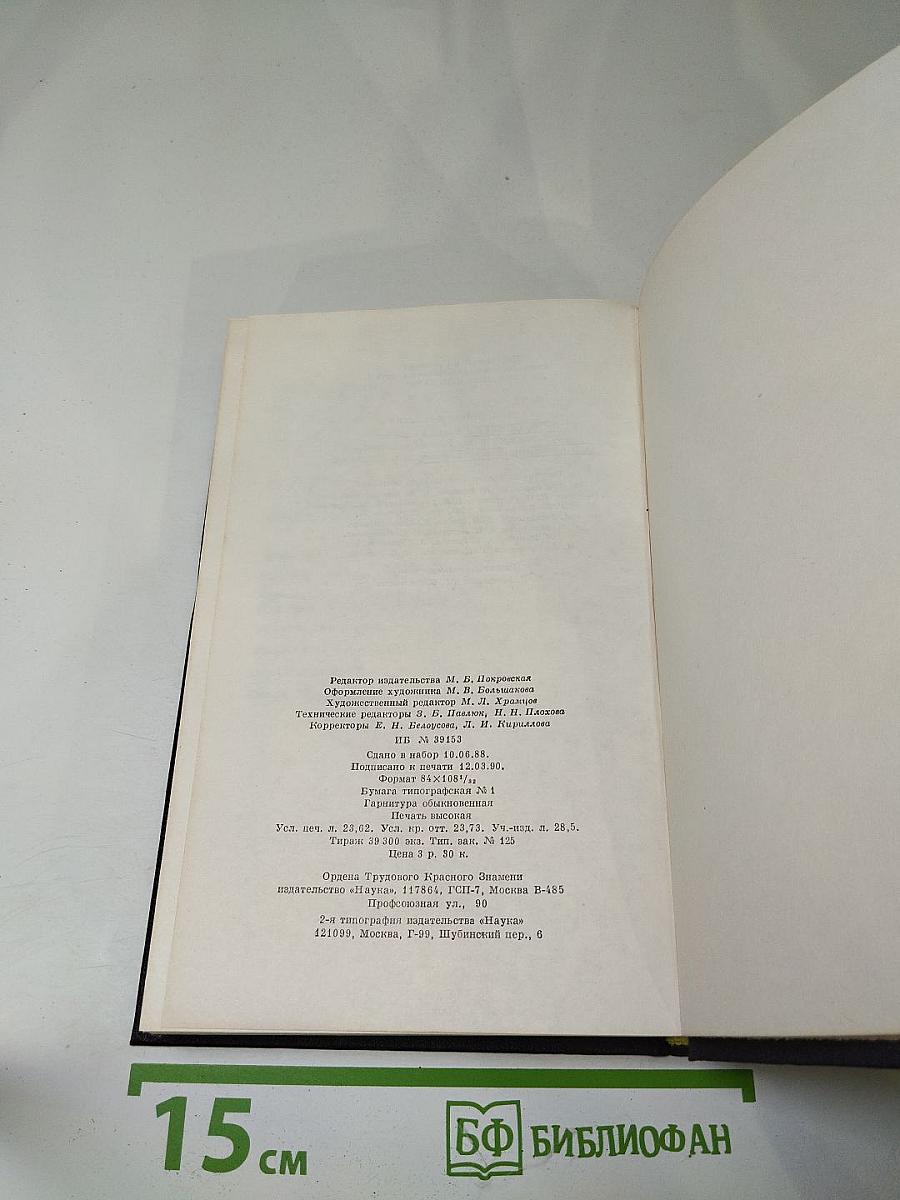 Редактор издательства М. Б. Покровская
Оформление художника М. В. Большакова
Художественный редактор М. Л. Храмцов
Технические редакторы З. Б. Павлюк, Н. Н. Плохова
Корректоры Е. Н. Белоусова, Л. И. Кириллова
ИБ № 39153
Сдано в набор 10.06.88.
Подписано к печати 12.03.90.
Формат 84×108¹/₃₂
Бумага типографская № 1
Гарнитура обыкновенная
Печать высокая
Усл. печ. л. 23,62. Усл. кр. отт. 23,73. Уч.-изд. л. 28,5.
Тираж 39 300 экз. Тип. зак. № 125
Цена 3 р. 30 к.
Ордена Трудового Красного Знамени
издательство «Наука», 117864, ГСП-7, Москва В-485
Профсоюзная ул., 90
2-я типография издательства «Наука»
121099, Москва, Г-99, Шубинский пер., 6
15 см
БФ БИБЛИОФАН